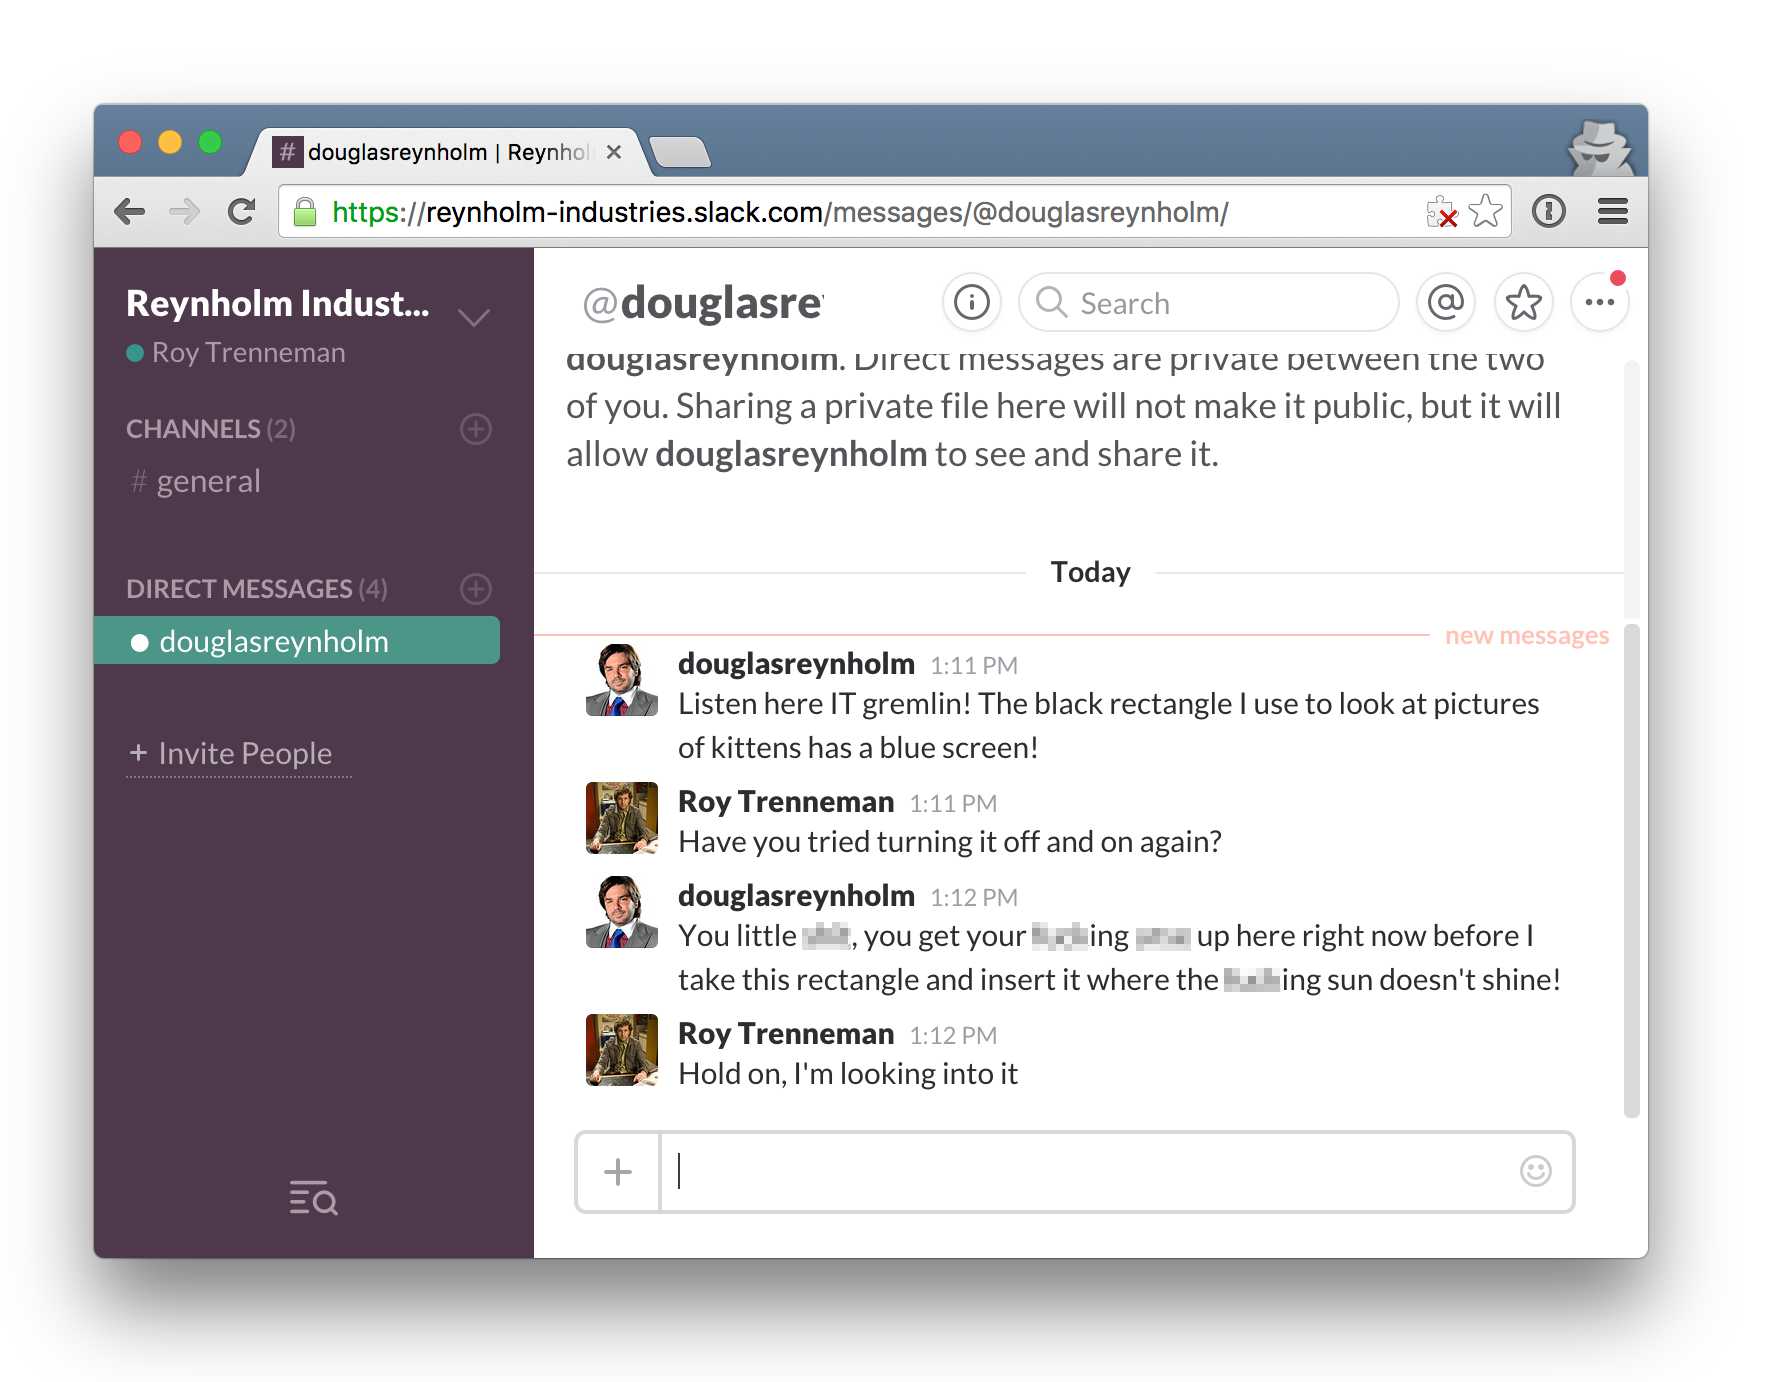 douglasreynholm | Reynhol
https://reynholm-industries.slack.com/messages/@douglasreynholm/
Reynholm Indust...
Roy Trenneman
CHANNELS (2)
# general
DIRECT MESSAGES (4)
douglasreynholm
+ Invite People
@douglasre
Search
douglasreynholm. Direct messages are private between the two
of you. Sharing a private file here will not make it public, but it will
allow douglasreynholm to see and share it.
Today
new messages
douglasreynholm 1:11 PM
Listen here IT gremlin! The black rectangle I use to look at pictures
of kittens has a blue screen!
Roy Trenneman 1:11 PM
Have you tried turning it off and on again?
douglasreynholm 1:12 PM
You little , you get your ing up here right now before I
take this rectangle and insert it where the ing sun doesn't shine!
Roy Trenneman 1:12 PM
Hold on, I'm looking into it